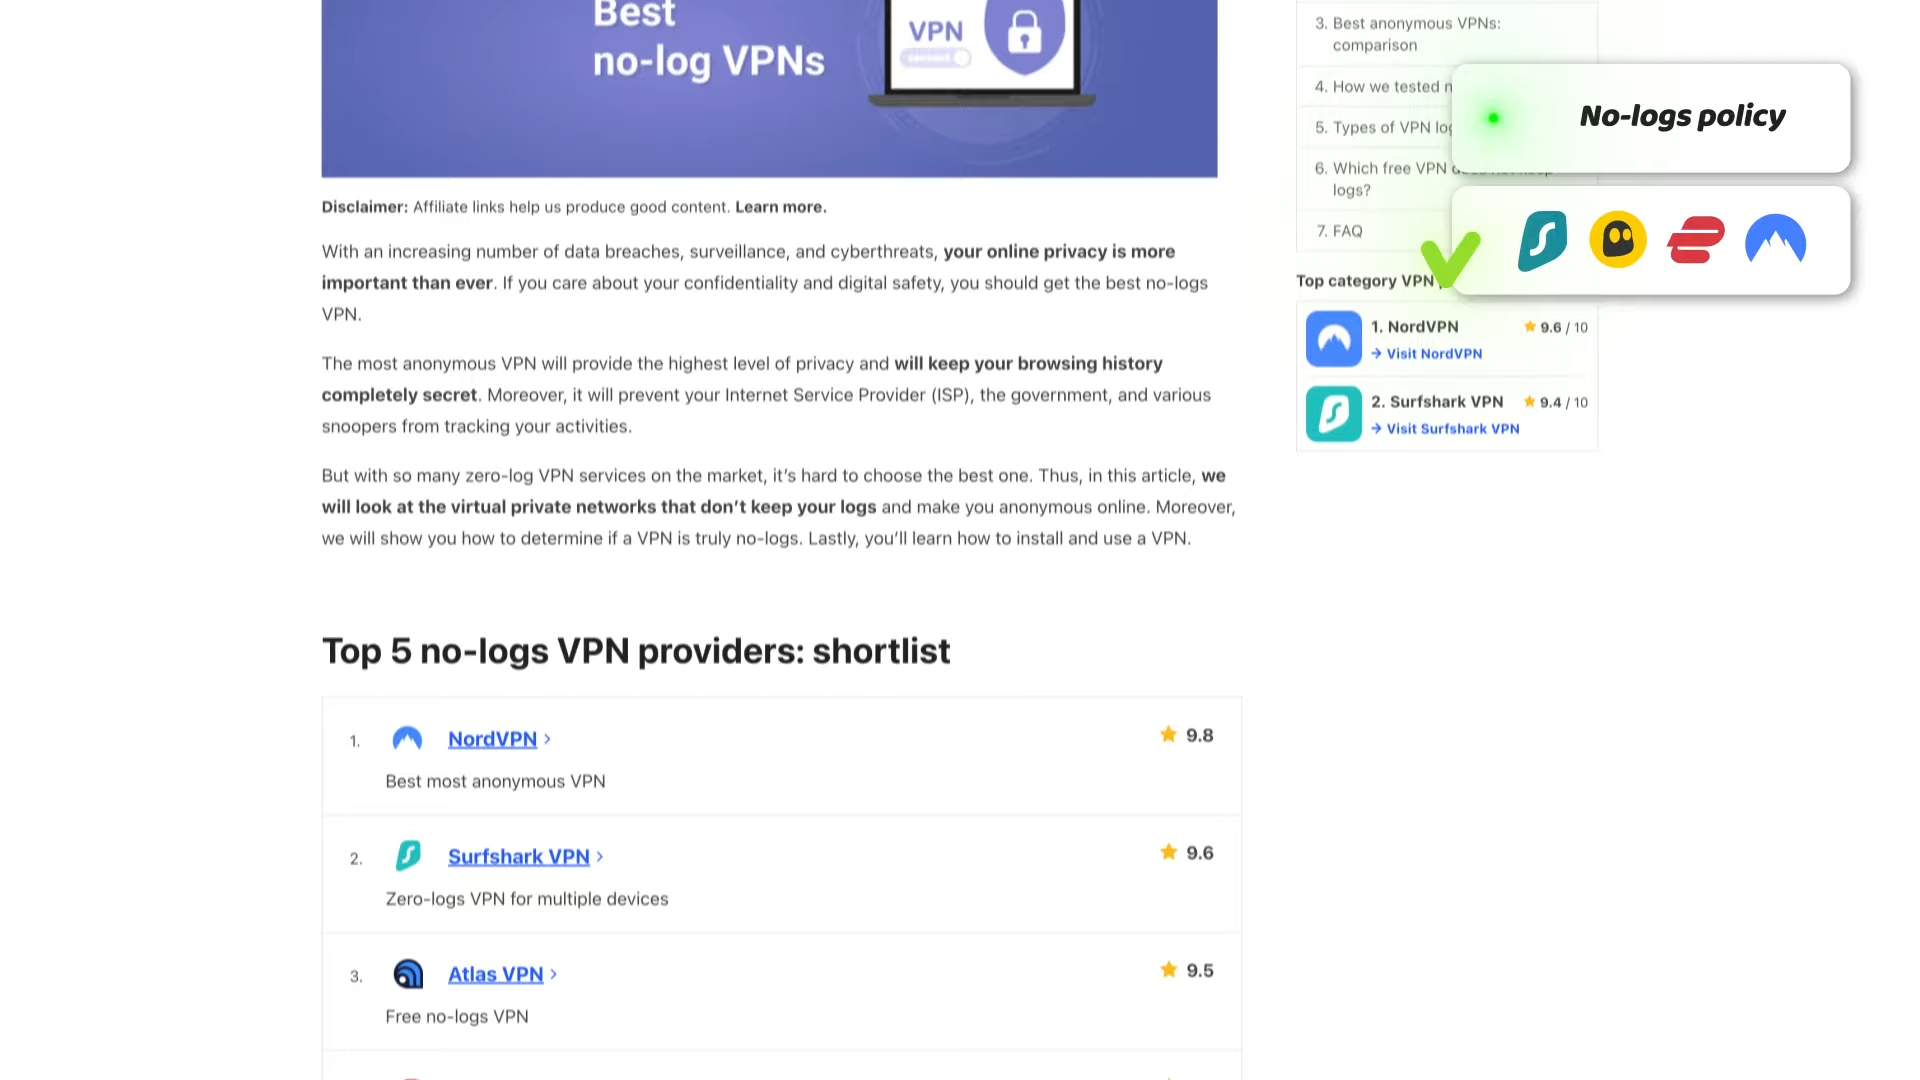 Best
no-log VPNs
VPN
Disclaimer: Affiliate links help us produce good content. Learn more.
With an increasing number of data breaches, surveillance, and cyberthreats, your online privacy is more
important than ever. If you care about your confidentiality and digital safety, you should get the best no-logs
VPN.
The most anonymous VPN will provide the highest level of privacy and will keep your browsing history
completely secret. Moreover, it will prevent your Internet Service Provider (ISP), the government, and various
snoopers from tracking your activities.
But with so many zero-log VPN services on the market, it’s hard to choose the best one. Thus, in this article, we
will look at the virtual private networks that don’t keep your logs and make you anonymous online. Moreover,
we will show you how to determine if a VPN is truly no-logs. Lastly, you’ll learn how to install and use a VPN.
Top 5 no-logs VPN providers: shortlist
1. NordVPN › 9.8
Best most anonymous VPN
2. Surfshark VPN › 9.6
Zero-logs VPN for multiple devices
3. Atlas VPN › 9.5
Free no-logs VPN
3. Best anonymous VPNs:
comparison
4. How we tested
5. Types of VPN
6. Which free VPN
logs?
7. FAQ
Top category VPN
1. NordVPN 9.6 / 10
→ Visit NordVPN
2. Surfshark VPN 9.4 / 10
→ Visit Surfshark VPN
No-logs policy